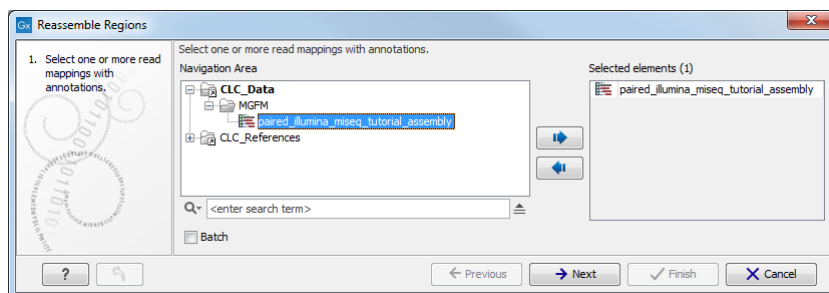 Gx Reassemble Regions
1. Select one or more read
mappings with
annotations.
Select one or more read mappings with annotations.
Navigation Area
CLC_Data
MGFM
paired_illumina_miseq_tutorial_assembly
CLC_References
<enter search term>
Batch
Selected elements (1)
paired_illumina_miseq_tutorial_assembly
?
Previous
Next
Finish
Cancel